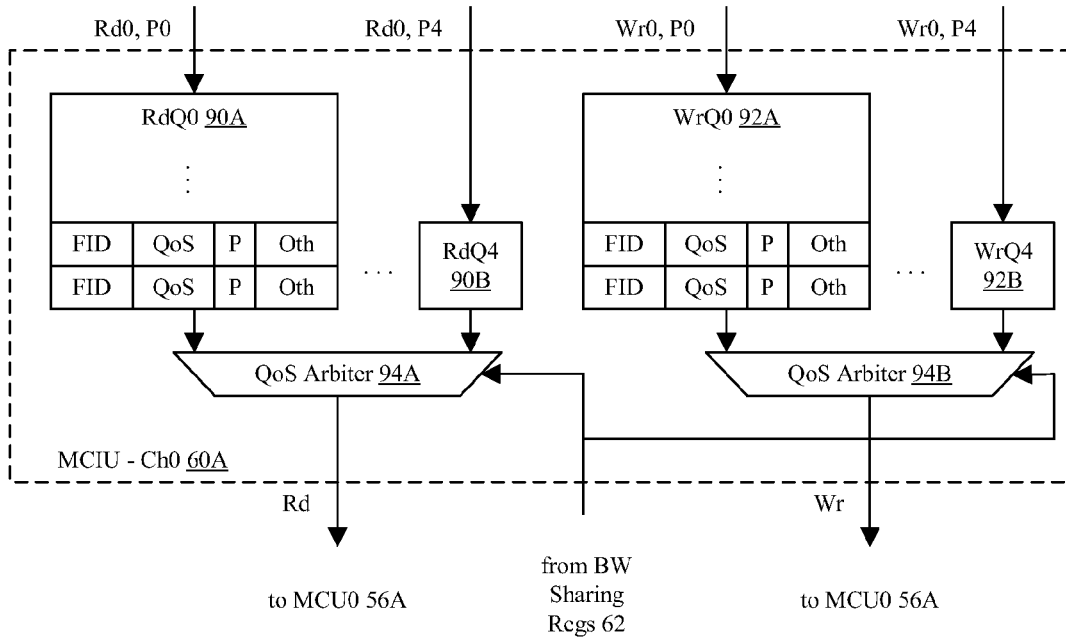 Rd0, P0 Rd0, P4 Wr0, P0 Wr0, P4
RdQ0 90A WrQ0 92A
FID QoS P Oth FID QoS P Oth
FID QoS P Oth FID QoS P Oth
. . . RdQ4 . . . WrQ4
90B 92B
QoS Arbiter 94A QoS Arbiter 94B
MCIU - Ch0 60A
Rd Wr
from BW
to MCU0 56A Sharing to MCU0 56A
Regs 62